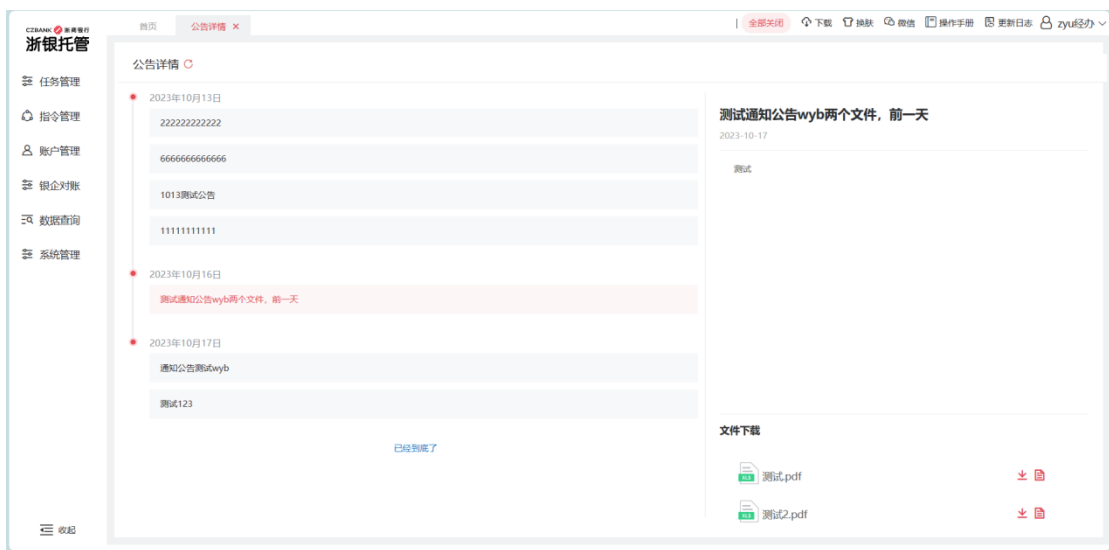 CZBANK 浙商银行
浙银托管
首页 公告详情 ×
全部关闭 下载 换肤 微信 操作手册 更新日志 zyu经办
任务管理
指令管理
账户管理
银企对账
数据查询
系统管理
收起
公告详情
2023年10月13日
222222222222
6666666666666
1013测试公告
11111111111
2023年10月16日
测试通知公告wyb两个文件，前一天
2023年10月17日
通知公告测试wyb
测试123
已经到底了
测试通知公告wyb两个文件，前一天
2023-10-17
测试
文件下载
XLS 测试.pdf
XLS 测试2.pdf